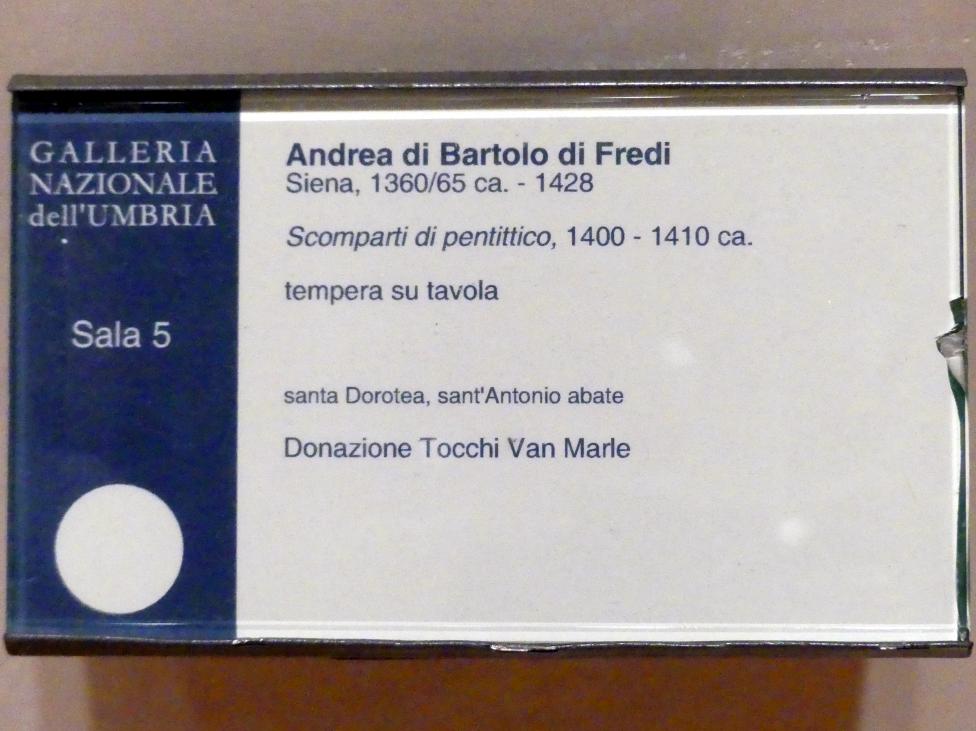 GALLERIA
NAZIONALE
dell'UMBRIA
Sala 5
Andrea di Bartolo di Fredi
Siena, 1360/65 ca. - 1428
Scomparti di pentittico, 1400 - 1410 ca.
tempera su tavola
santa Dorotea, sant'Antonio abate
Donazione Tocchi Van Marle